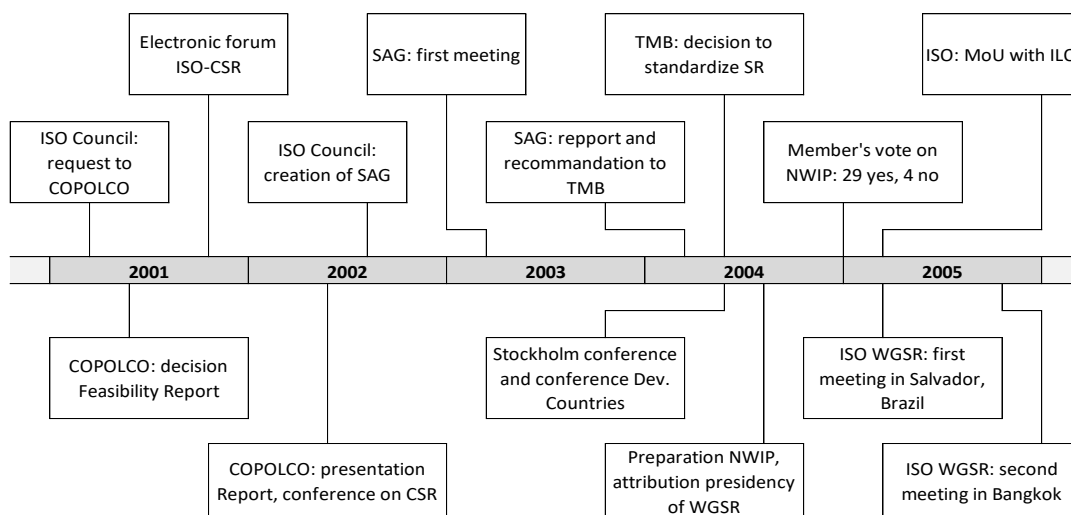 Electronic forum
ISO-CSR
SAG: first meeting
TMB: decision to
standardize SR
ISO: MoU with ILO
ISO Council:
request to
COPOLCO
ISO Council:
creation of SAG
SAG: repport and
recommandation to
TMB
Member's vote on
NWIP: 29 yes, 4 no
2001
2002
2003
2004
2005
COPOLCO: decision
Feasibility Report
Stockholm conference
and conference Dev.
Countries
ISO WGSR: first
meeting in Salvador,
Brazil
COPOLCO: presentation
Report, conference on CSR
Preparation NWIP,
attribution presidency
of WGSR
ISO WGSR: second
meeting in Bangkok